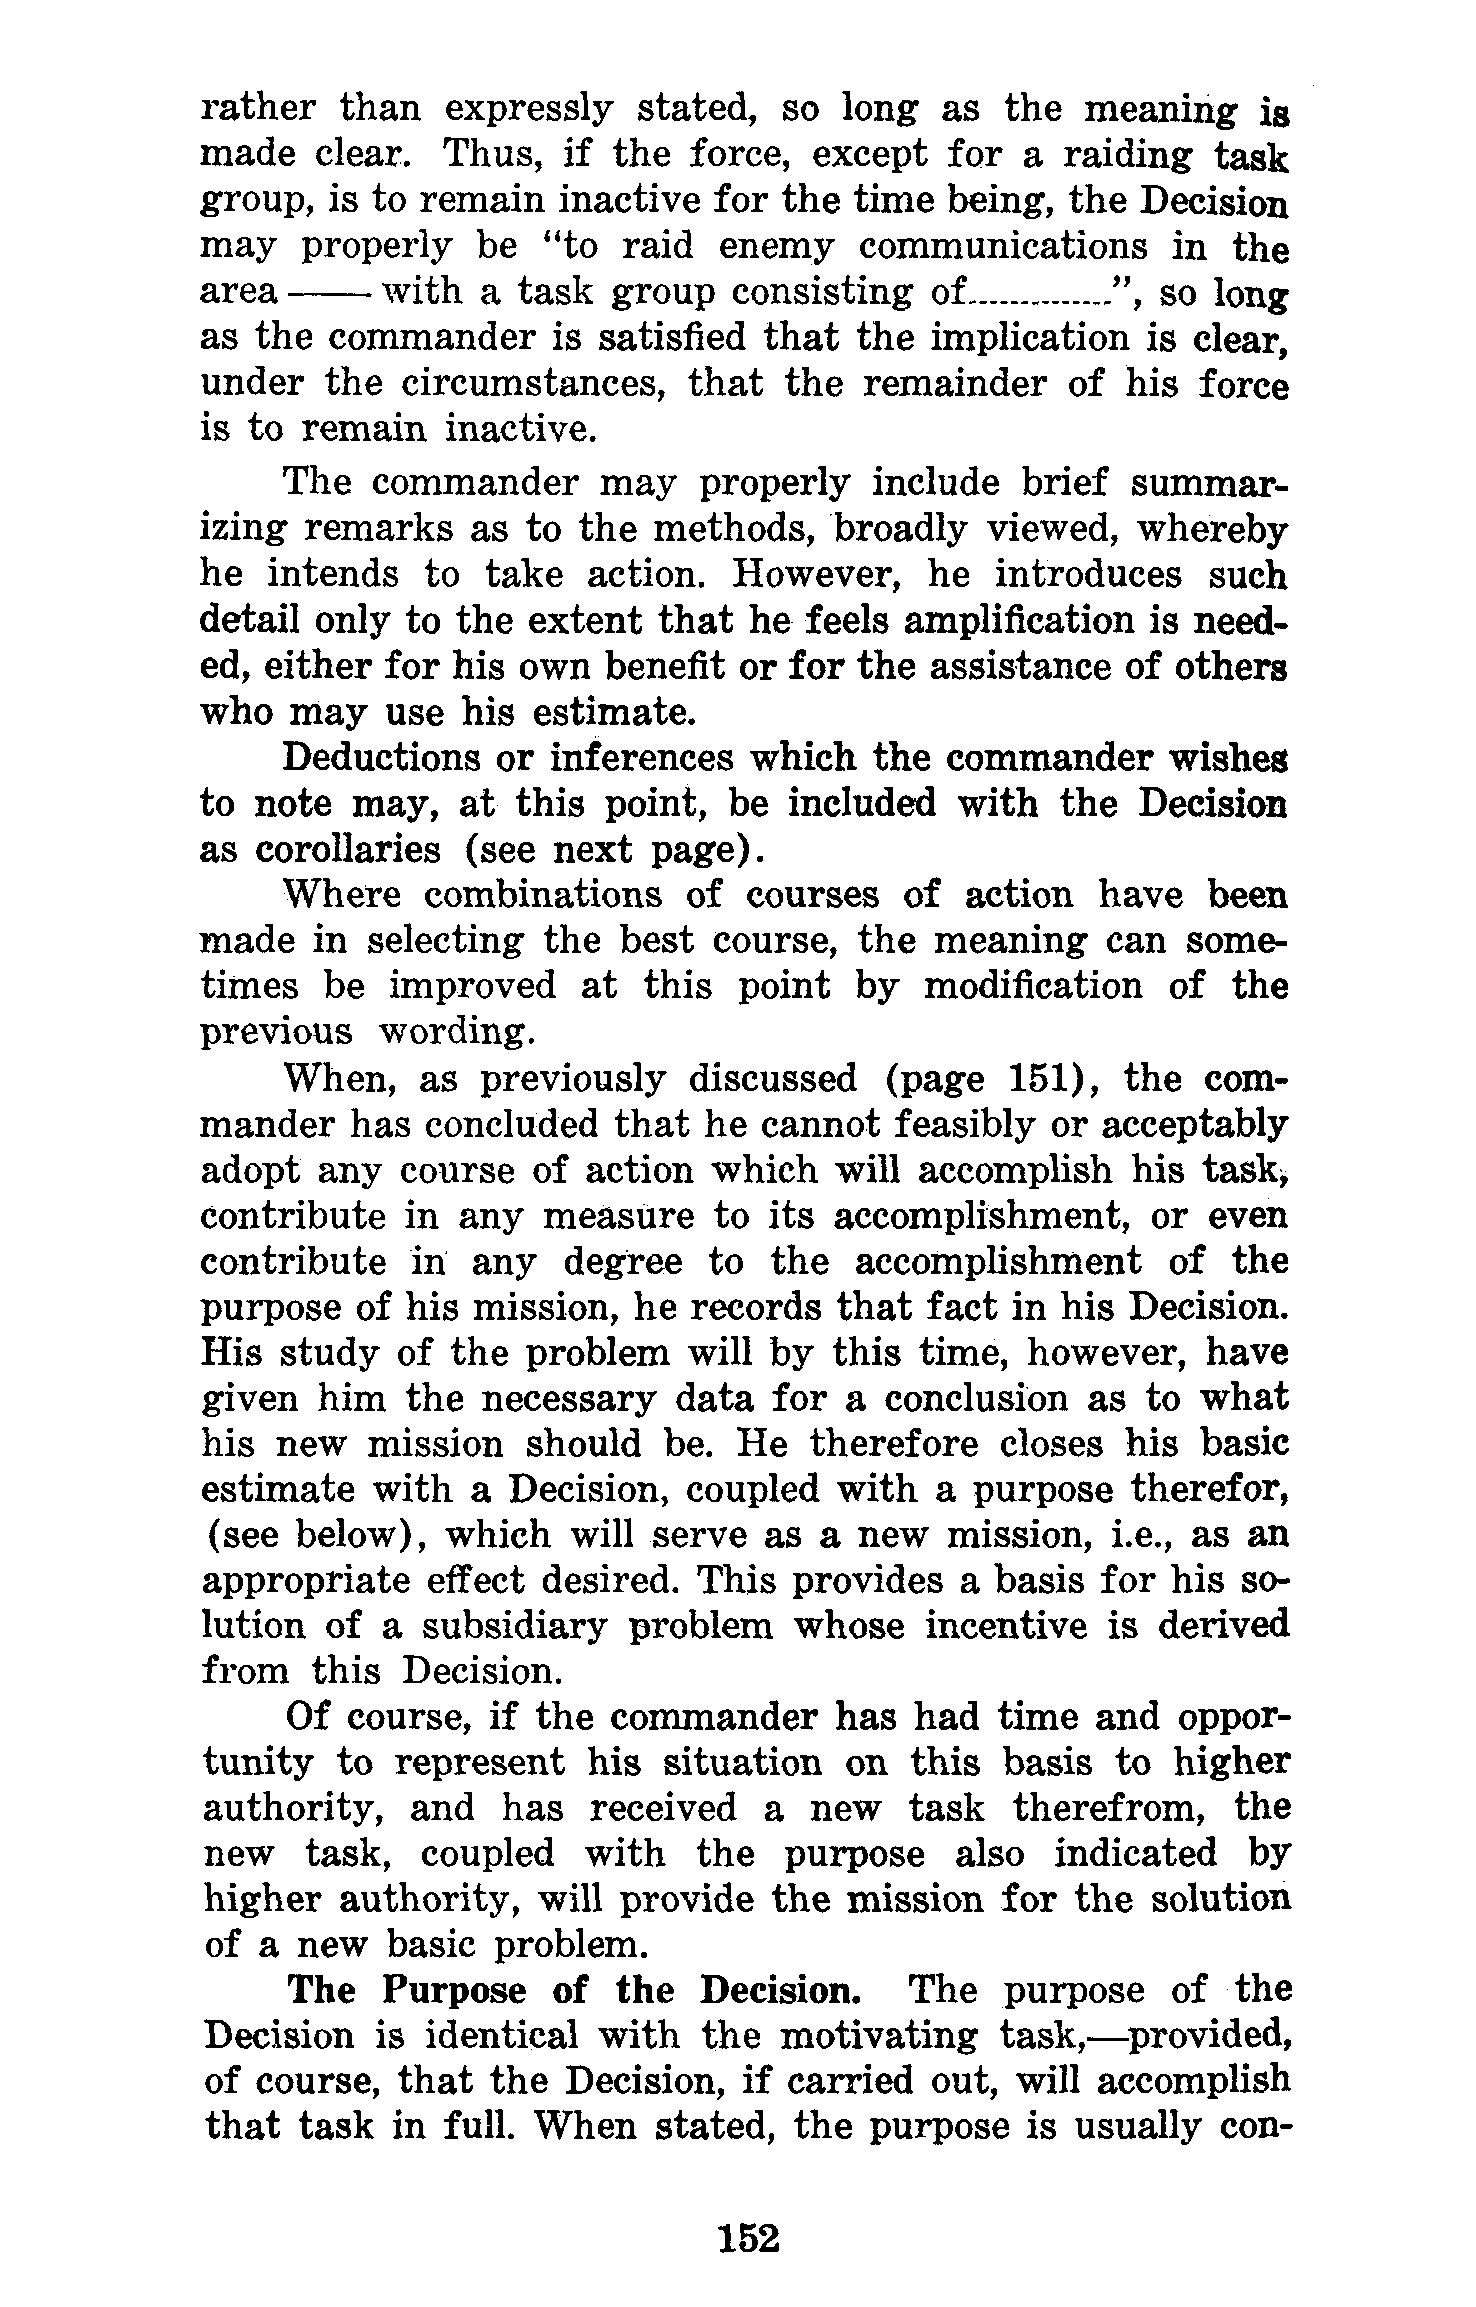 rather than expressly stated, so long as the meaning is
made clear. Thus, if the force, except for a raiding task
group, is to remain inactive for the time being, the Decision
may properly be “to raid enemy communications in the
area —— with a task group consisting of..............”, so long
as the commander is satisfied that the implication is clear,
under the circumstances, that the remainder of his force
is to remain inactive.
The commander may properly include brief summar-
izing remarks as to the methods, broadly viewed, whereby
he intends to take action. However, he introduces such
detail only to the extent that he feels amplification is need-
ed, either for his own benefit or for the assistance of others
who may use his estimate.
Deductions or inferences which the commander wishes
to note may, at this point, be included with the Decision
as corollaries (see next page).
Where combinations of courses of action have been
made in selecting the best course, the meaning can some-
times be improved at this point by modification of the
previous wording.
When, as previously discussed (page 151), the com-
mander has concluded that he cannot feasibly or acceptably
adopt any course of action which will accomplish his task,
contribute in any measure to its accomplishment, or even
contribute in any degree to the accomplishment of the
purpose of his mission, he records that fact in his Decision.
His study of the problem will by this time, however, have
given him the necessary data for a conclusion as to what
his new mission should be. He therefore closes his basic
estimate with a Decision, coupled with a purpose therefor,
(see below), which will serve as a new mission, i.e., as an
appropriate effect desired. This provides a basis for his so-
lution of a subsidiary problem whose incentive is derived
from this Decision.
Of course, if the commander has had time and oppor-
tunity to represent his situation on this basis to higher
authority, and has received a new task therefrom, the
new task, coupled with the purpose also indicated by
higher authority, will provide the mission for the solution
of a new basic problem.
The Purpose of the Decision. The purpose of the
Decision is identical with the motivating task,—provided,
of course, that the Decision, if carried out, will accomplish
that task in full. When stated, the purpose is usually con-
152